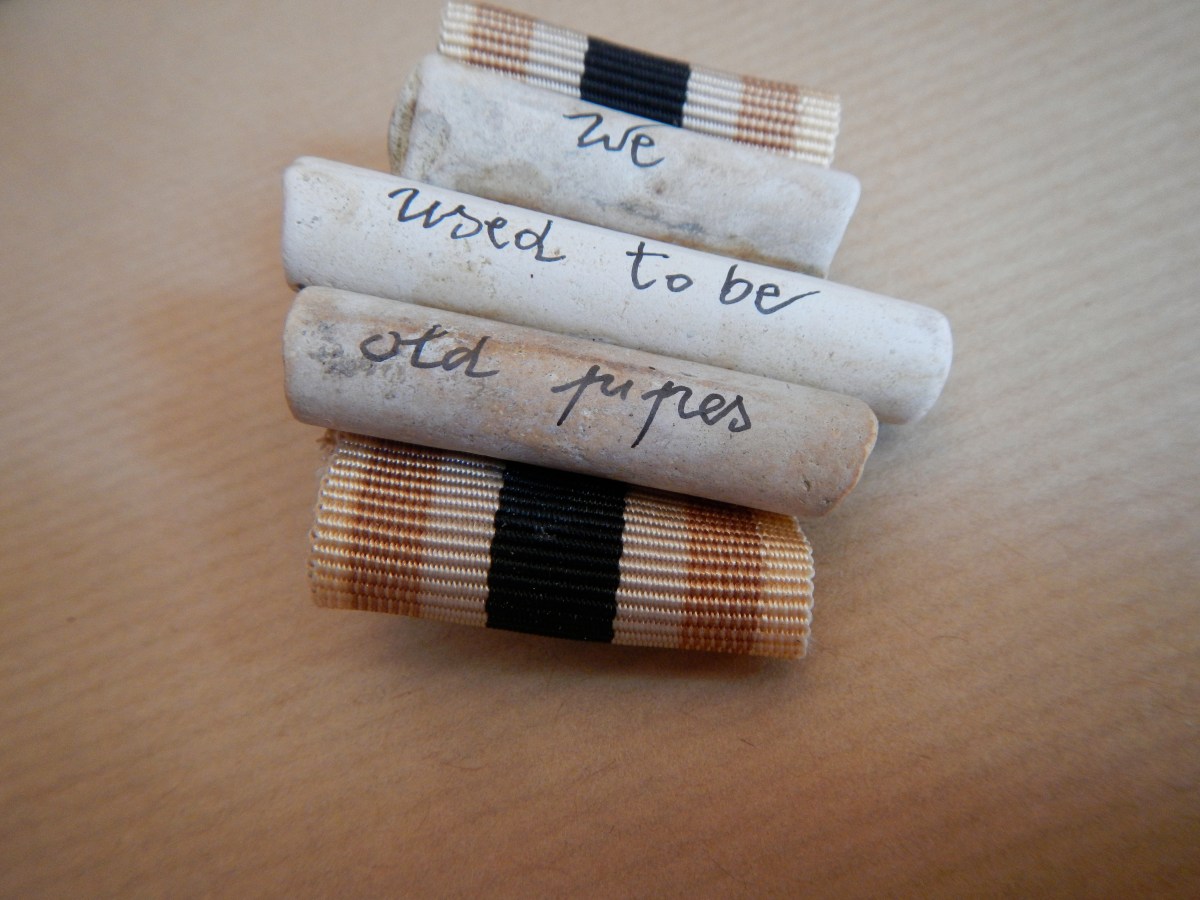 we
used to be
old pipes